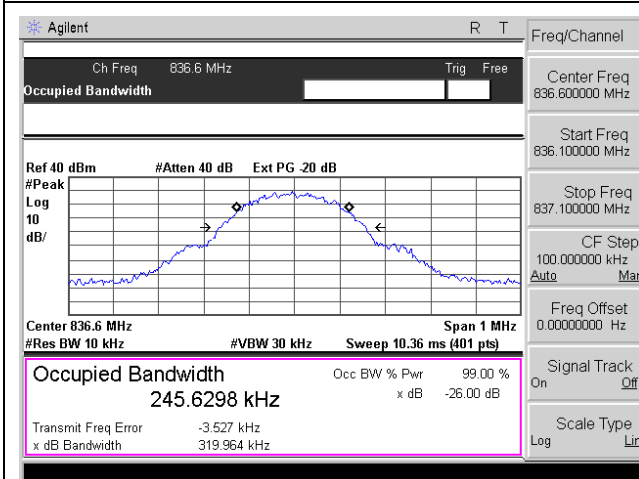 Agilent R T
Ch Freq 836.6 MHz Trig Free
Occupied Bandwidth
Ref 40 dBm #Atten 40 dB Ext PG -20 dB
#Peak
Log
10
dB/
Center 836.6 MHz Span 1 MHz
#Res BW 10 kHz #VBW 30 kHz Sweep 10.36 ms (401 pts)
Occupied Bandwidth Occ BW % Pwr 99.00 %
245.6298 kHz x dB -26.00 dB
Transmit Freq Error -3.527 kHz
x dB Bandwidth 319.964 kHz
Freq/Channel
Center Freq
836.600000 MHz
Start Freq
836.100000 MHz
Stop Freq
837.100000 MHz
CF Step
100.000000 kHz
Auto Man
Freq Offset
0.00000000 Hz
Signal Track
On Off
Scale Type
Log Lin